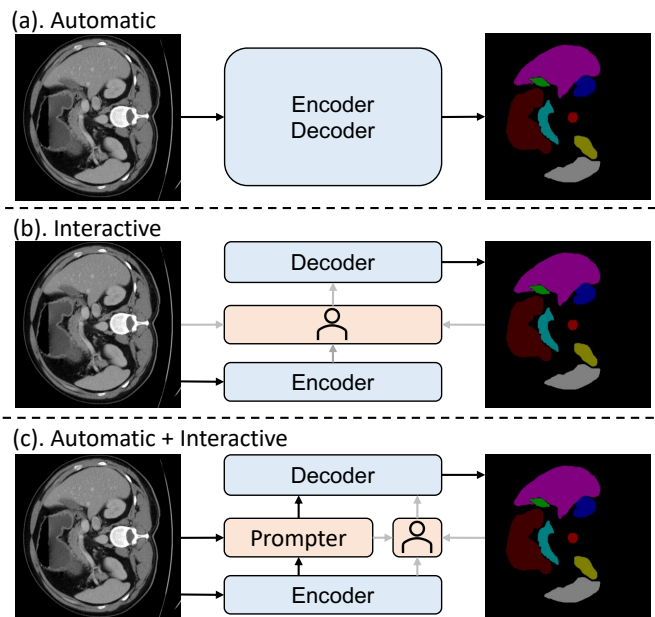 (a). Automatic
Encoder
Decoder
(b). Interactive
Decoder
Encoder
(c). Automatic + Interactive
Decoder
Prompter
Encoder